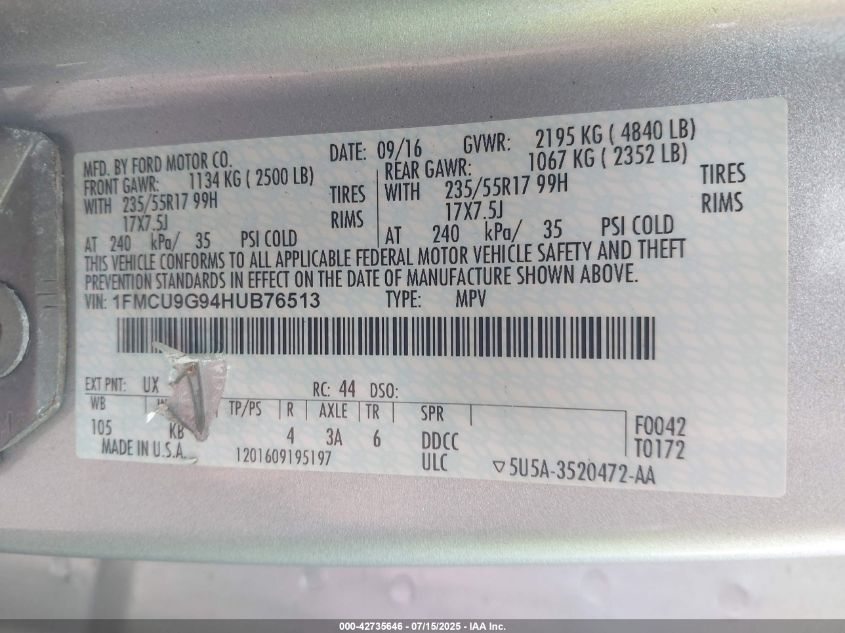 MFD. BY FORD MOTOR CO.
DATE: 09/16 GVWR: 2195 KG ( 4840 LB)
FRONT GAWR: 1134 KG ( 2500 LB)
WITH 235/55R17 99H TIRES
17X7.5J RIMS
AT 240 kPa/ 35 PSI COLD
REAR GAWR: 1067 KG ( 2352 LB)
WITH 235/55R17 99H TIRES
17X7.5J RIMS
AT 240 kPa/ 35 PSI COLD
THIS VEHICLE CONFORMS TO ALL APPLICABLE FEDERAL MOTOR VEHICLE SAFETY AND THEFT
PREVENTION STANDARDS IN EFFECT ON THE DATE OF MANUFACTURE SHOWN ABOVE.
VIN: 1FMCU9G94HUB76513 TYPE: MPV
EXT PNT: UX RC: 44 DSO:
WB TP/PS R AXLE TR SPR
105 KB 4 3A 6 DDCC
F0042
T0172
MADE IN U.S.A. 1201609195197 ULC
▽5U5A-3520472-AA
000-42735646 - 07/15/2025 - IAA Inc.